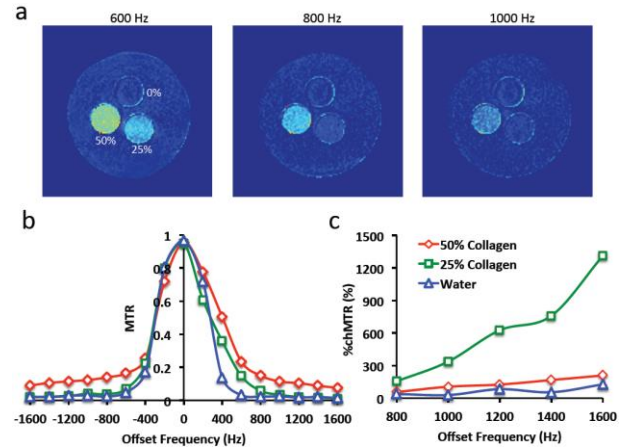 a
600 Hz 800 Hz 1000 Hz
0%
50%
25%
b c
1 1500
0.8 1200
0.6 900
0.4 600
0.2 300
0 0
MTR
%chMTR (%)
50% Collagen
25% Collagen
Water
-1600 -1200 -800 -400 0 400 800 1200 1600
800 1000 1200 1400 1600
Offset Frequency (Hz) Offset Frequency (Hz)